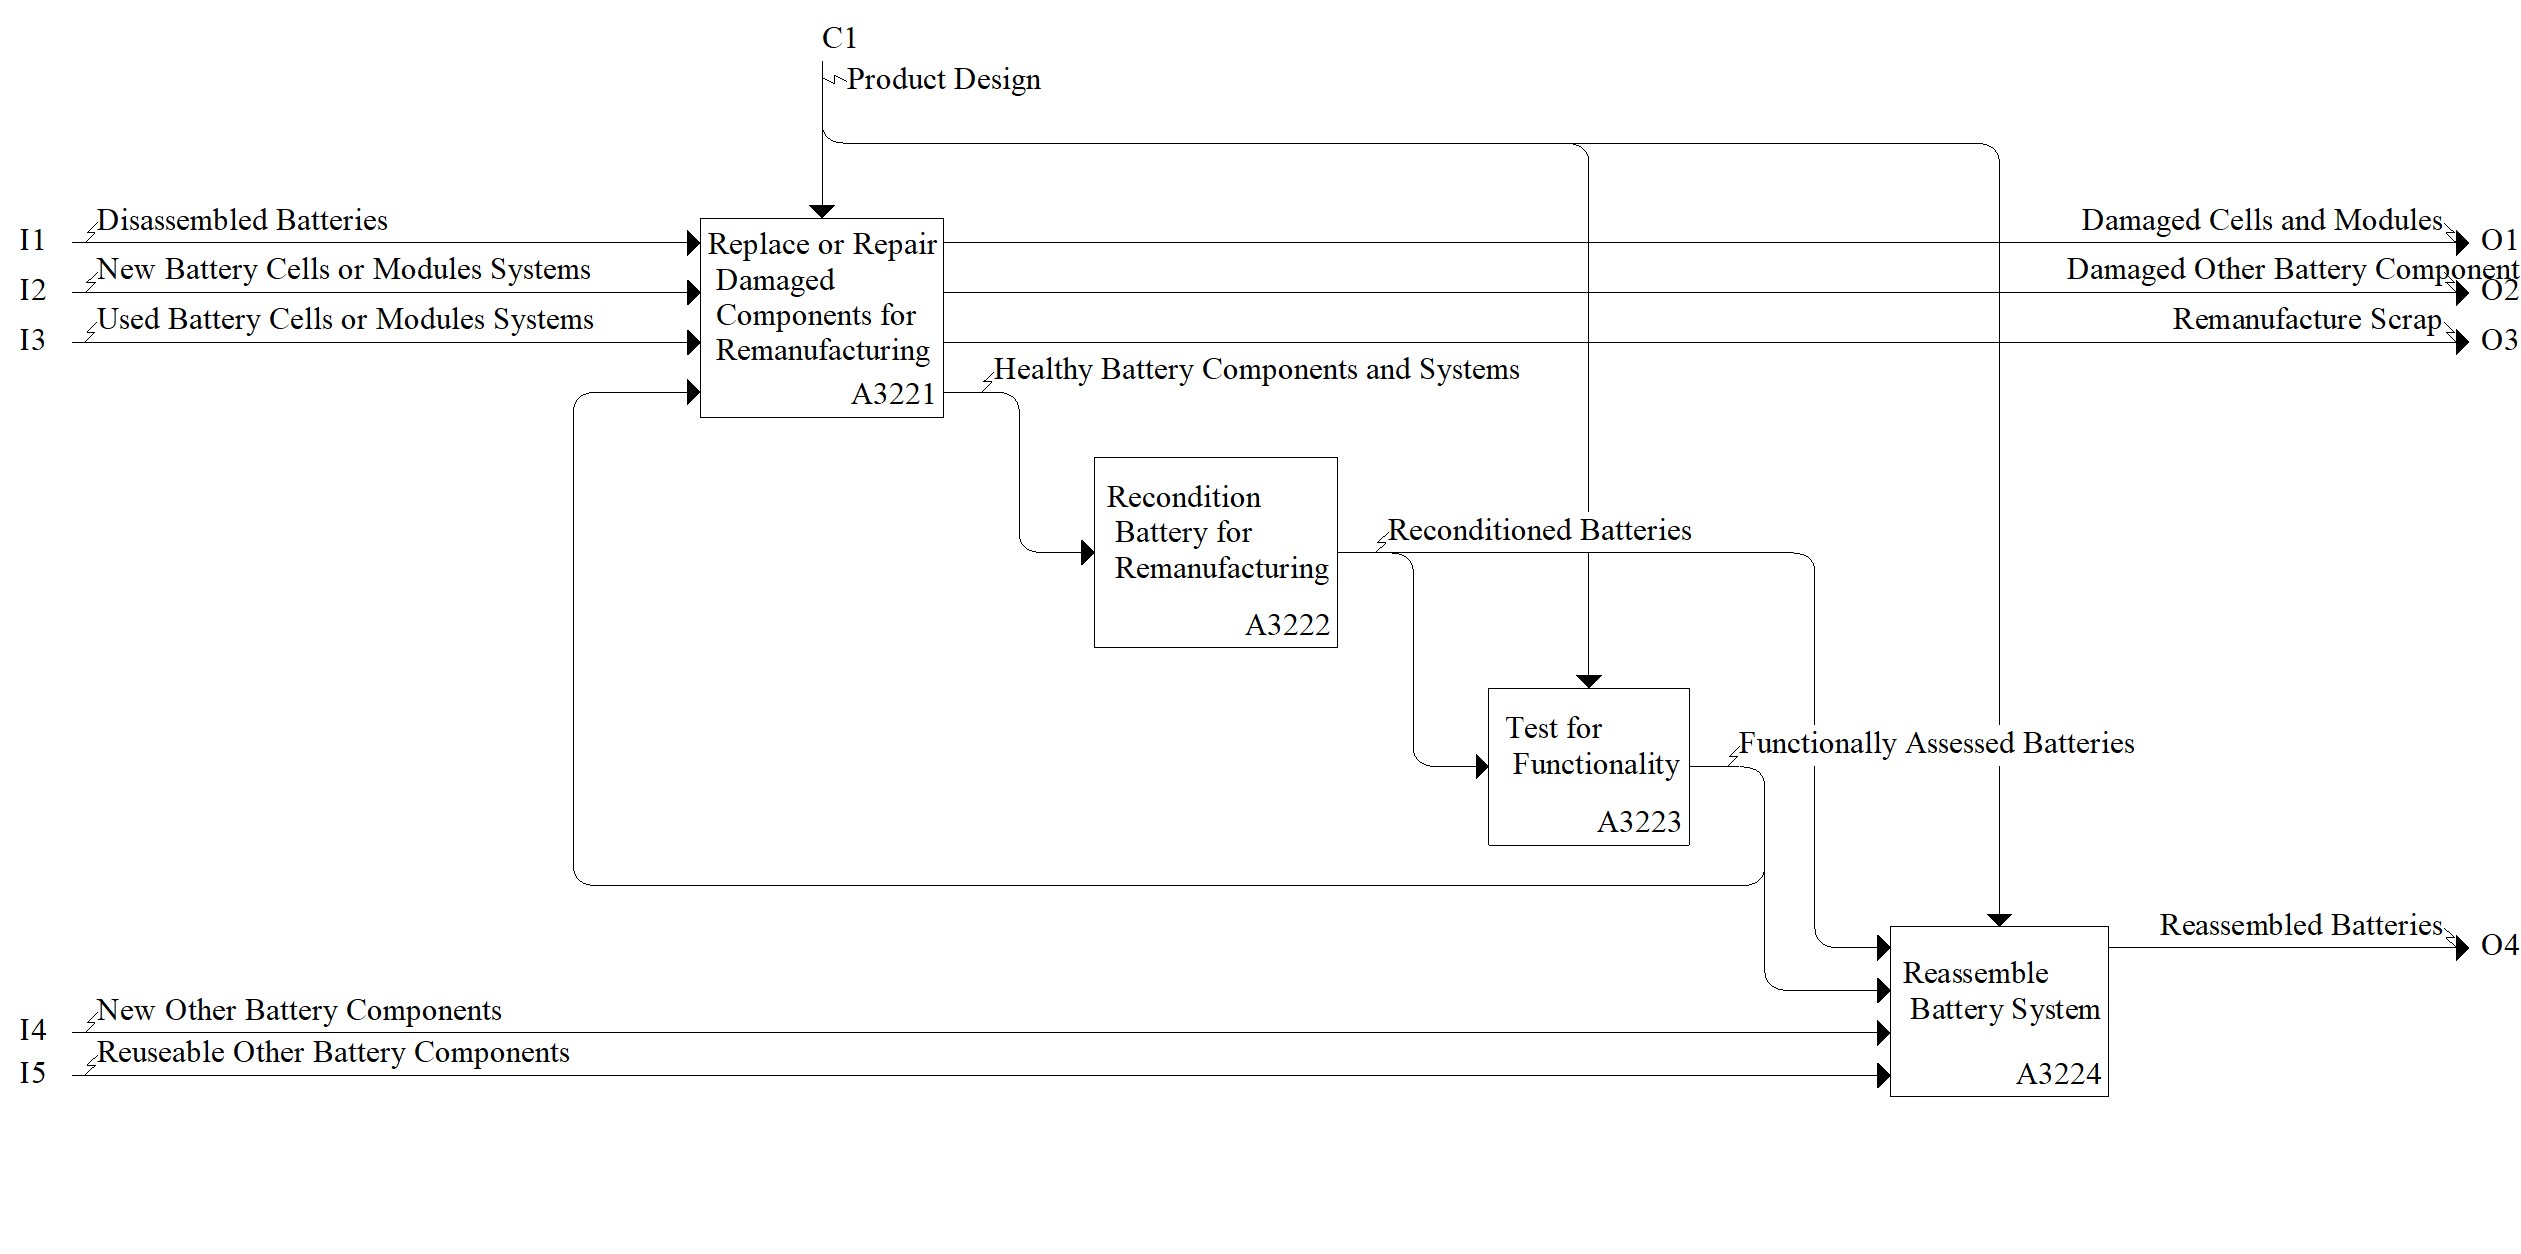 C1
Product Design
Disassembled Batteries
I1
New Battery Cells or Modules Systems
I2
Used Battery Cells or Modules Systems
I3
Replace or Repair
Damaged
Components for
Remanufacturing
A3221
Damaged Cells and Modules
O1
Damaged Other Battery Component
O2
Remanufacture Scrap
O3
Healthy Battery Components and Systems
Recondition
Battery for
Remanufacturing
A3222
Reconditioned Batteries
Test for
Functionality
A3223
Functionally Assessed Batteries
Reassemble
Battery System
A3224
Reassembled Batteries
O4
New Other Battery Components
I4
Reuseable Other Battery Components
I5